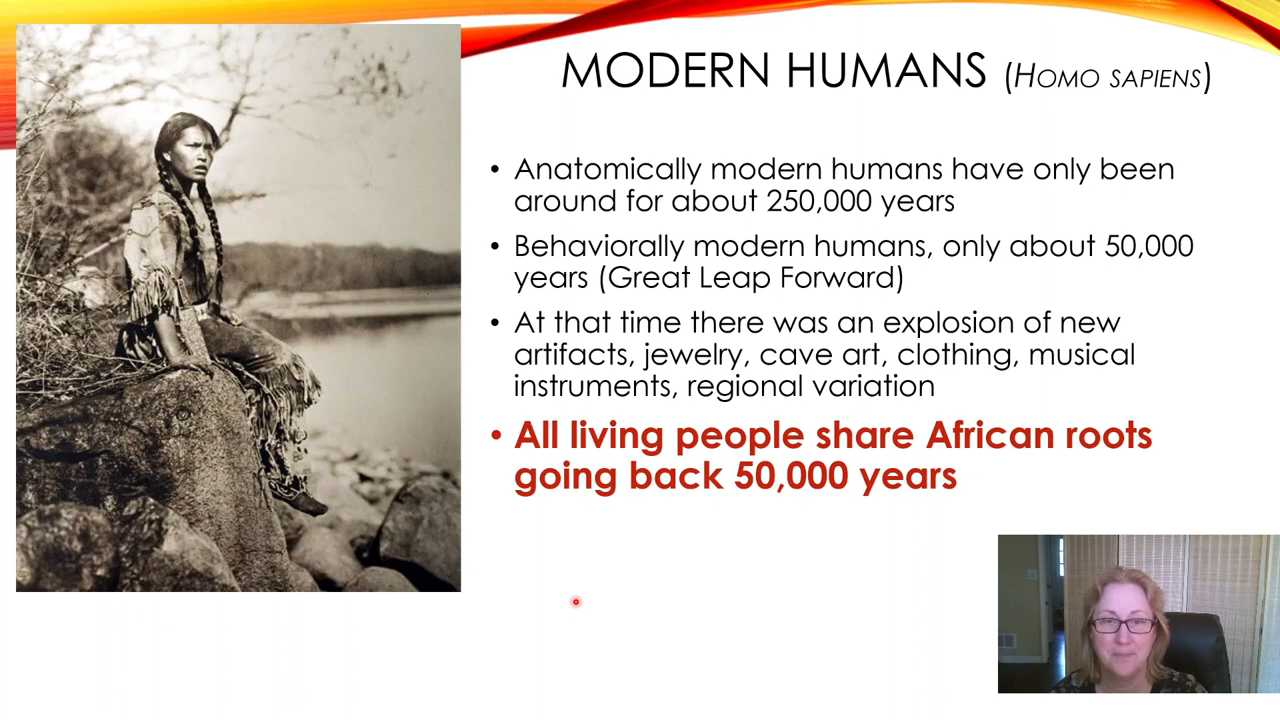 MODERN HUMANS (HOMO SAPIENS)
• Anatomically modern humans have only been
around for about 250,000 years
• Behaviorally modern humans, only about 50,000
years (Great Leap Forward)
• At that time there was an explosion of new
artifacts, jewelry, cave art, clothing, musical
instruments, regional variation
• All living people share African roots
going back 50,000 years